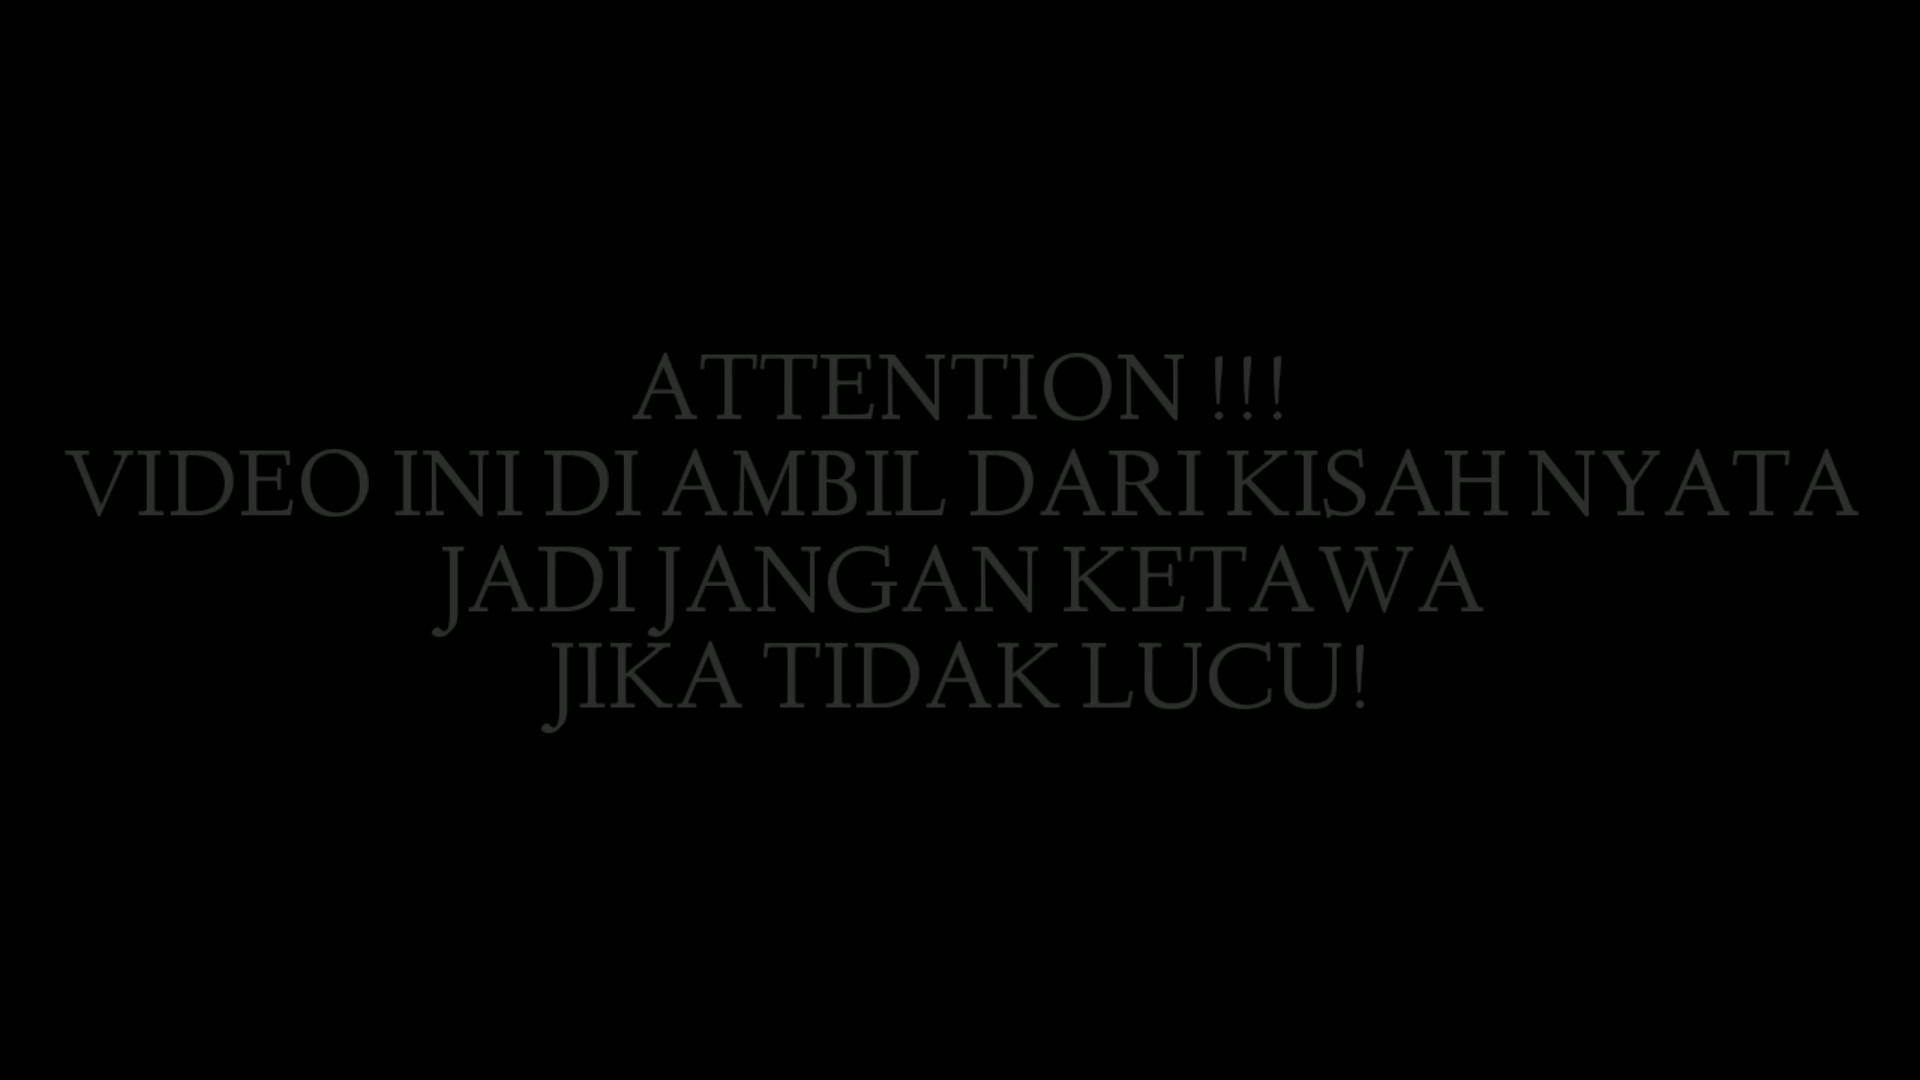 ATTENTION !!!
VIDEO INI DI AMBIL DARI KISAH NYATA
JADI JANGAN KETAWA
JIKA TIDAK LUCU!